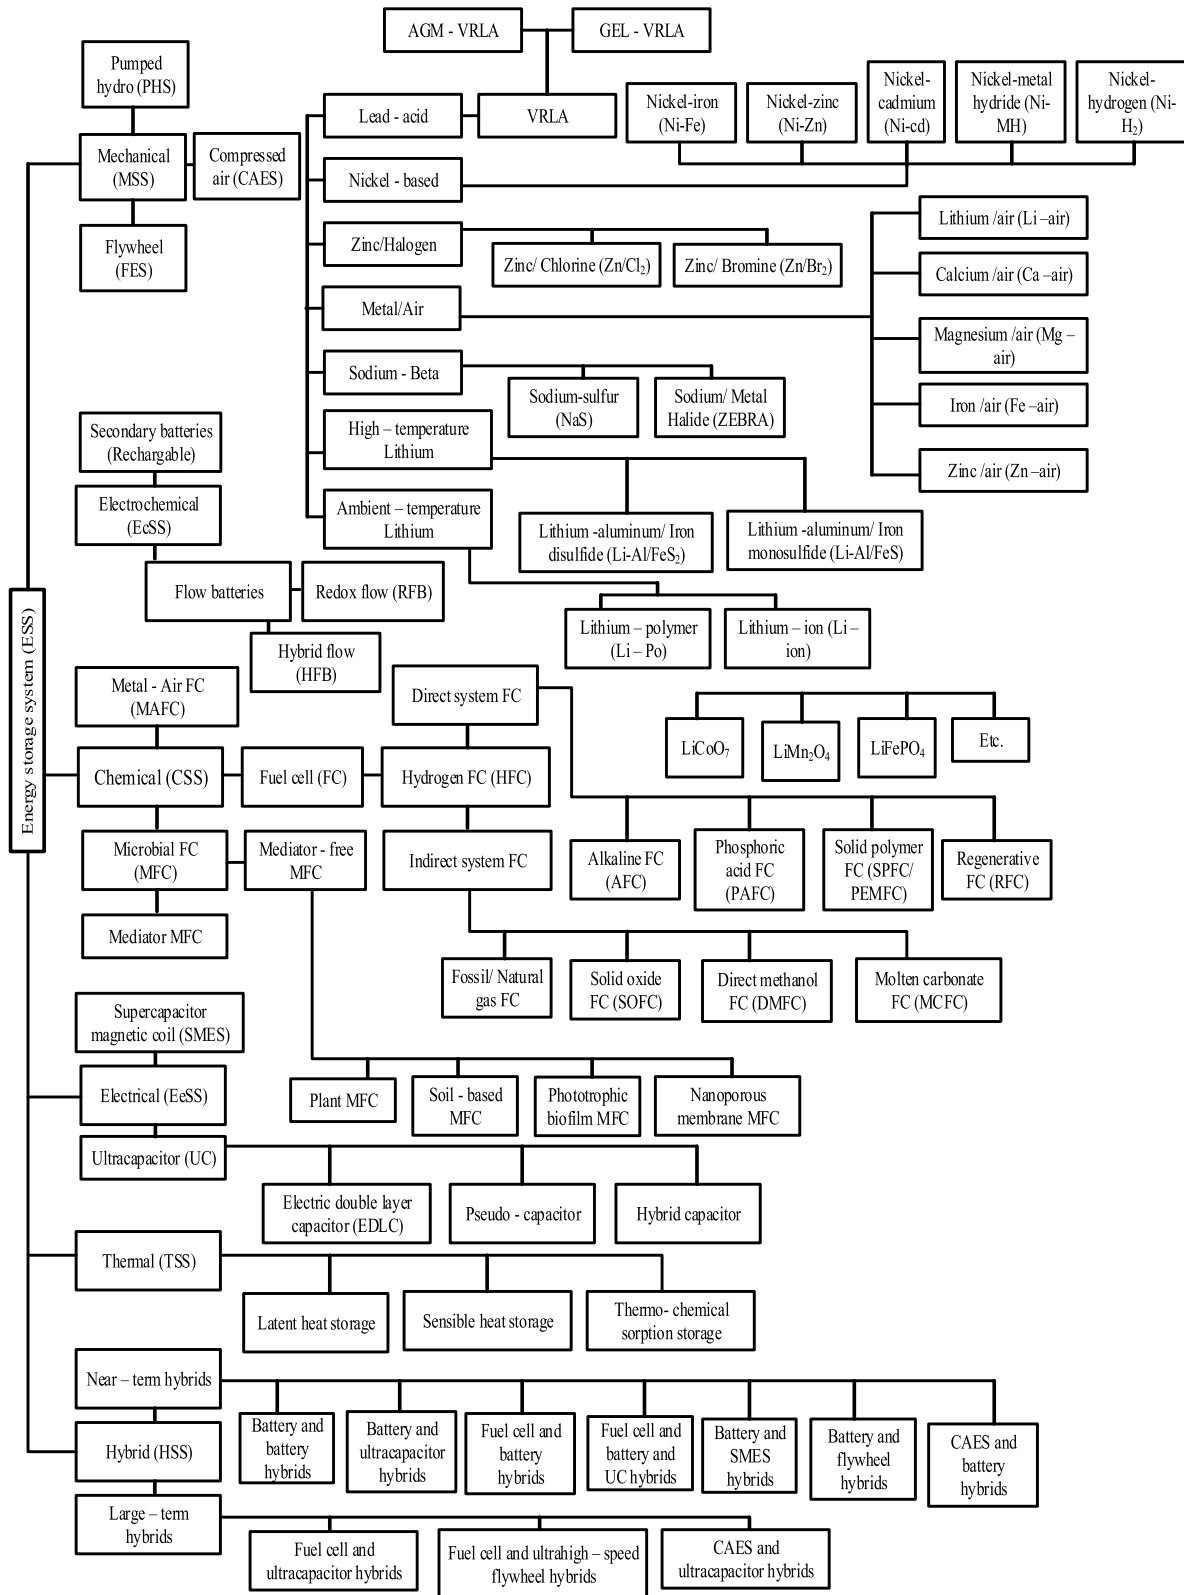 AGM - VRLA
GEL - VRLA
Pumped
hydro (PHS)
Nickel-iron
(Ni-Fe)
Nickel-zinc
(Ni-Zn)
Nickel-
cadmium
(Ni-cd)
Nickel-metal
hydride (Ni-
MH)
Nickel-
hydrogen (Ni-
H2)
Lead - acid
VRLA
Mechanical
(MSS)
Compressed
air (CAES)
Nickel - based
Flywheel
(FES)
Zinc/Halogen
Zinc/ Chlorine (Zn/Cl2)
Zinc/ Bromine (Zn/Br2)
Lithium /air (Li –air)
Calcium /air (Ca –air)
Metal/Air
Magnesium /air (Mg –
air)
Sodium - Beta
Sodium-sulfur
(NaS)
Sodium/ Metal
Halide (ZEBRA)
Iron /air (Fe –air)
Secondary batteries
(Rechargable)
High – temperature
Lithium
Zinc /air (Zn –air)
Electrochemical
(EcSS)
Ambient – temperature
Lithium
Lithium -aluminum/ Iron
disulfide (Li-Al/FeS2)
Lithium -aluminum/ Iron
monosulfide (Li-Al/FeS)
Flow batteries
Redox flow (RFB)
Hybrid flow
(HFB)
Lithium – polymer
(Li – Po)
Lithium – ion (Li –
ion)
Energy storage system (ESS)
Metal - Air FC
(MAFC)
Direct system FC
LiCoO7
LiMn2O4
LiFePO4
Etc.
Chemical (CSS)
Fuel cell (FC)
Hydrogen FC (HFC)
Microbial FC
(MFC)
Mediator - free
MFC
Indirect system FC
Alkaline FC
(AFC)
Phosphoric
acid FC
(PAFC)
Solid polymer
FC (SPFC/
PEMFC)
Regenerative
FC (RFC)
Mediator MFC
Fossil/ Natural
gas FC
Solid oxide
FC (SOFC)
Direct methanol
FC (DMFC)
Molten carbonate
FC (MCFC)
Supercapacitor
magnetic coil (SMES)
Electrical (EeSS)
Plant MFC
Soil - based
MFC
Phototrophic
biofilm MFC
Nanoporous
membrane MFC
Ultracapacitor (UC)
Electric double layer
capacitor (EDLC)
Pseudo - capacitor
Hybrid capacitor
Thermal (TSS)
Latent heat storage
Sensible heat storage
Thermo- chemical
sorption storage
Near – term hybrids
Battery and
battery
hybrids
Battery and
ultracapacitor
hybrids
Fuel cell and
battery
hybrids
Fuel cell and
battery and
UC hybrids
Battery and
SMES
hybrids
Battery and
flywheel
hybrids
CAES and
battery
hybrids
Hybrid (HSS)
Large – term
hybrids
Fuel cell and
ultracapacitor hybrids
Fuel cell and ultrahigh – speed
flywheel hybrids
CAES and
ultracapacitor hybrids